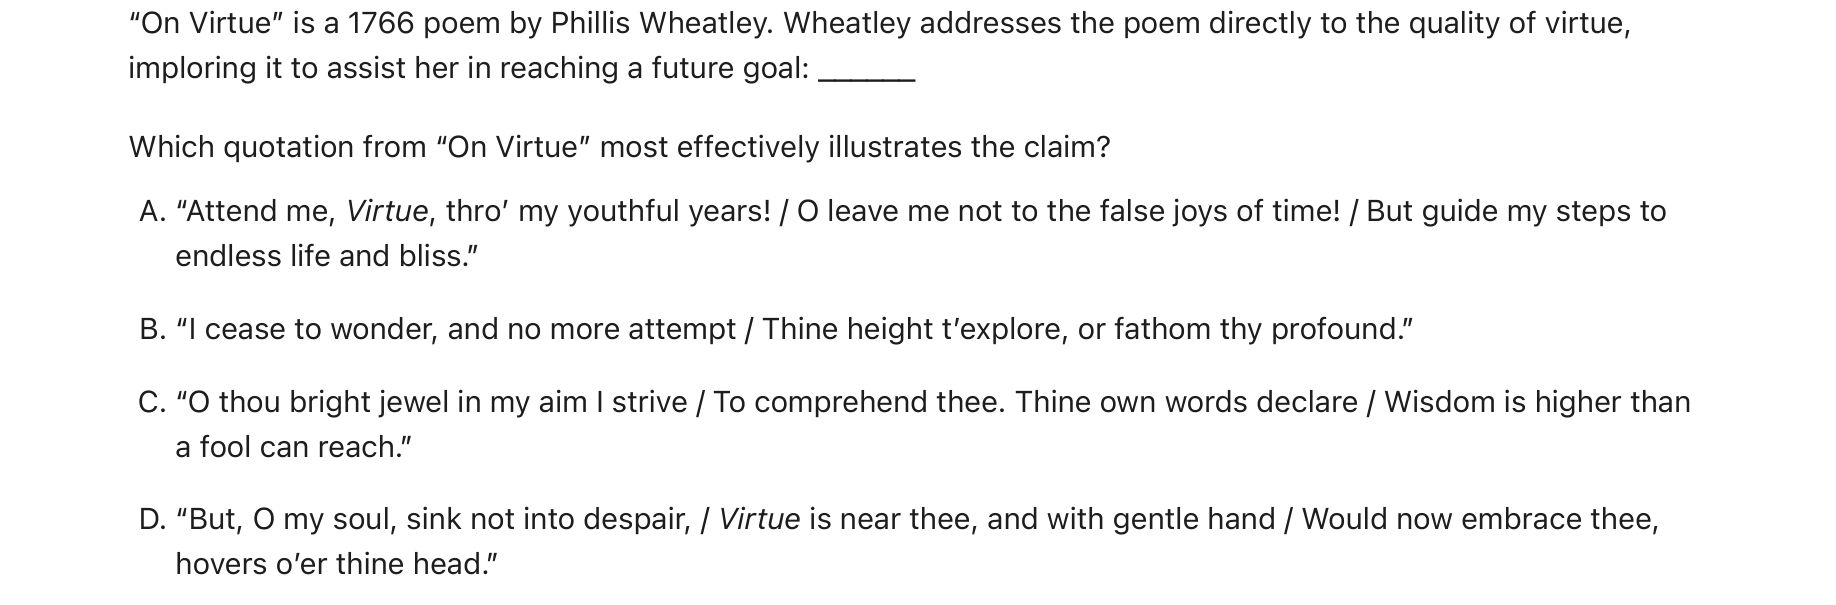 “On Virtue” is a 1766 poem by Phillis Wheatley. Wheatley addresses the poem directly to the quality of virtue,
imploring it to assist her in reaching a future goal: ______
Which quotation from “On Virtue” most effectively illustrates the claim?
A. “Attend me, Virtue, thro’ my youthful years! / O leave me not to the false joys of time! / But guide my steps to
endless life and bliss.”
B. “I cease to wonder, and no more attempt / Thine height t’explore, or fathom thy profound.”
C. “O thou bright jewel in my aim I strive / To comprehend thee. Thine own words declare / Wisdom is higher than
a fool can reach.”
D. “But, O my soul, sink not into despair, / Virtue is near thee, and with gentle hand / Would now embrace thee,
hovers o’er thine head.”